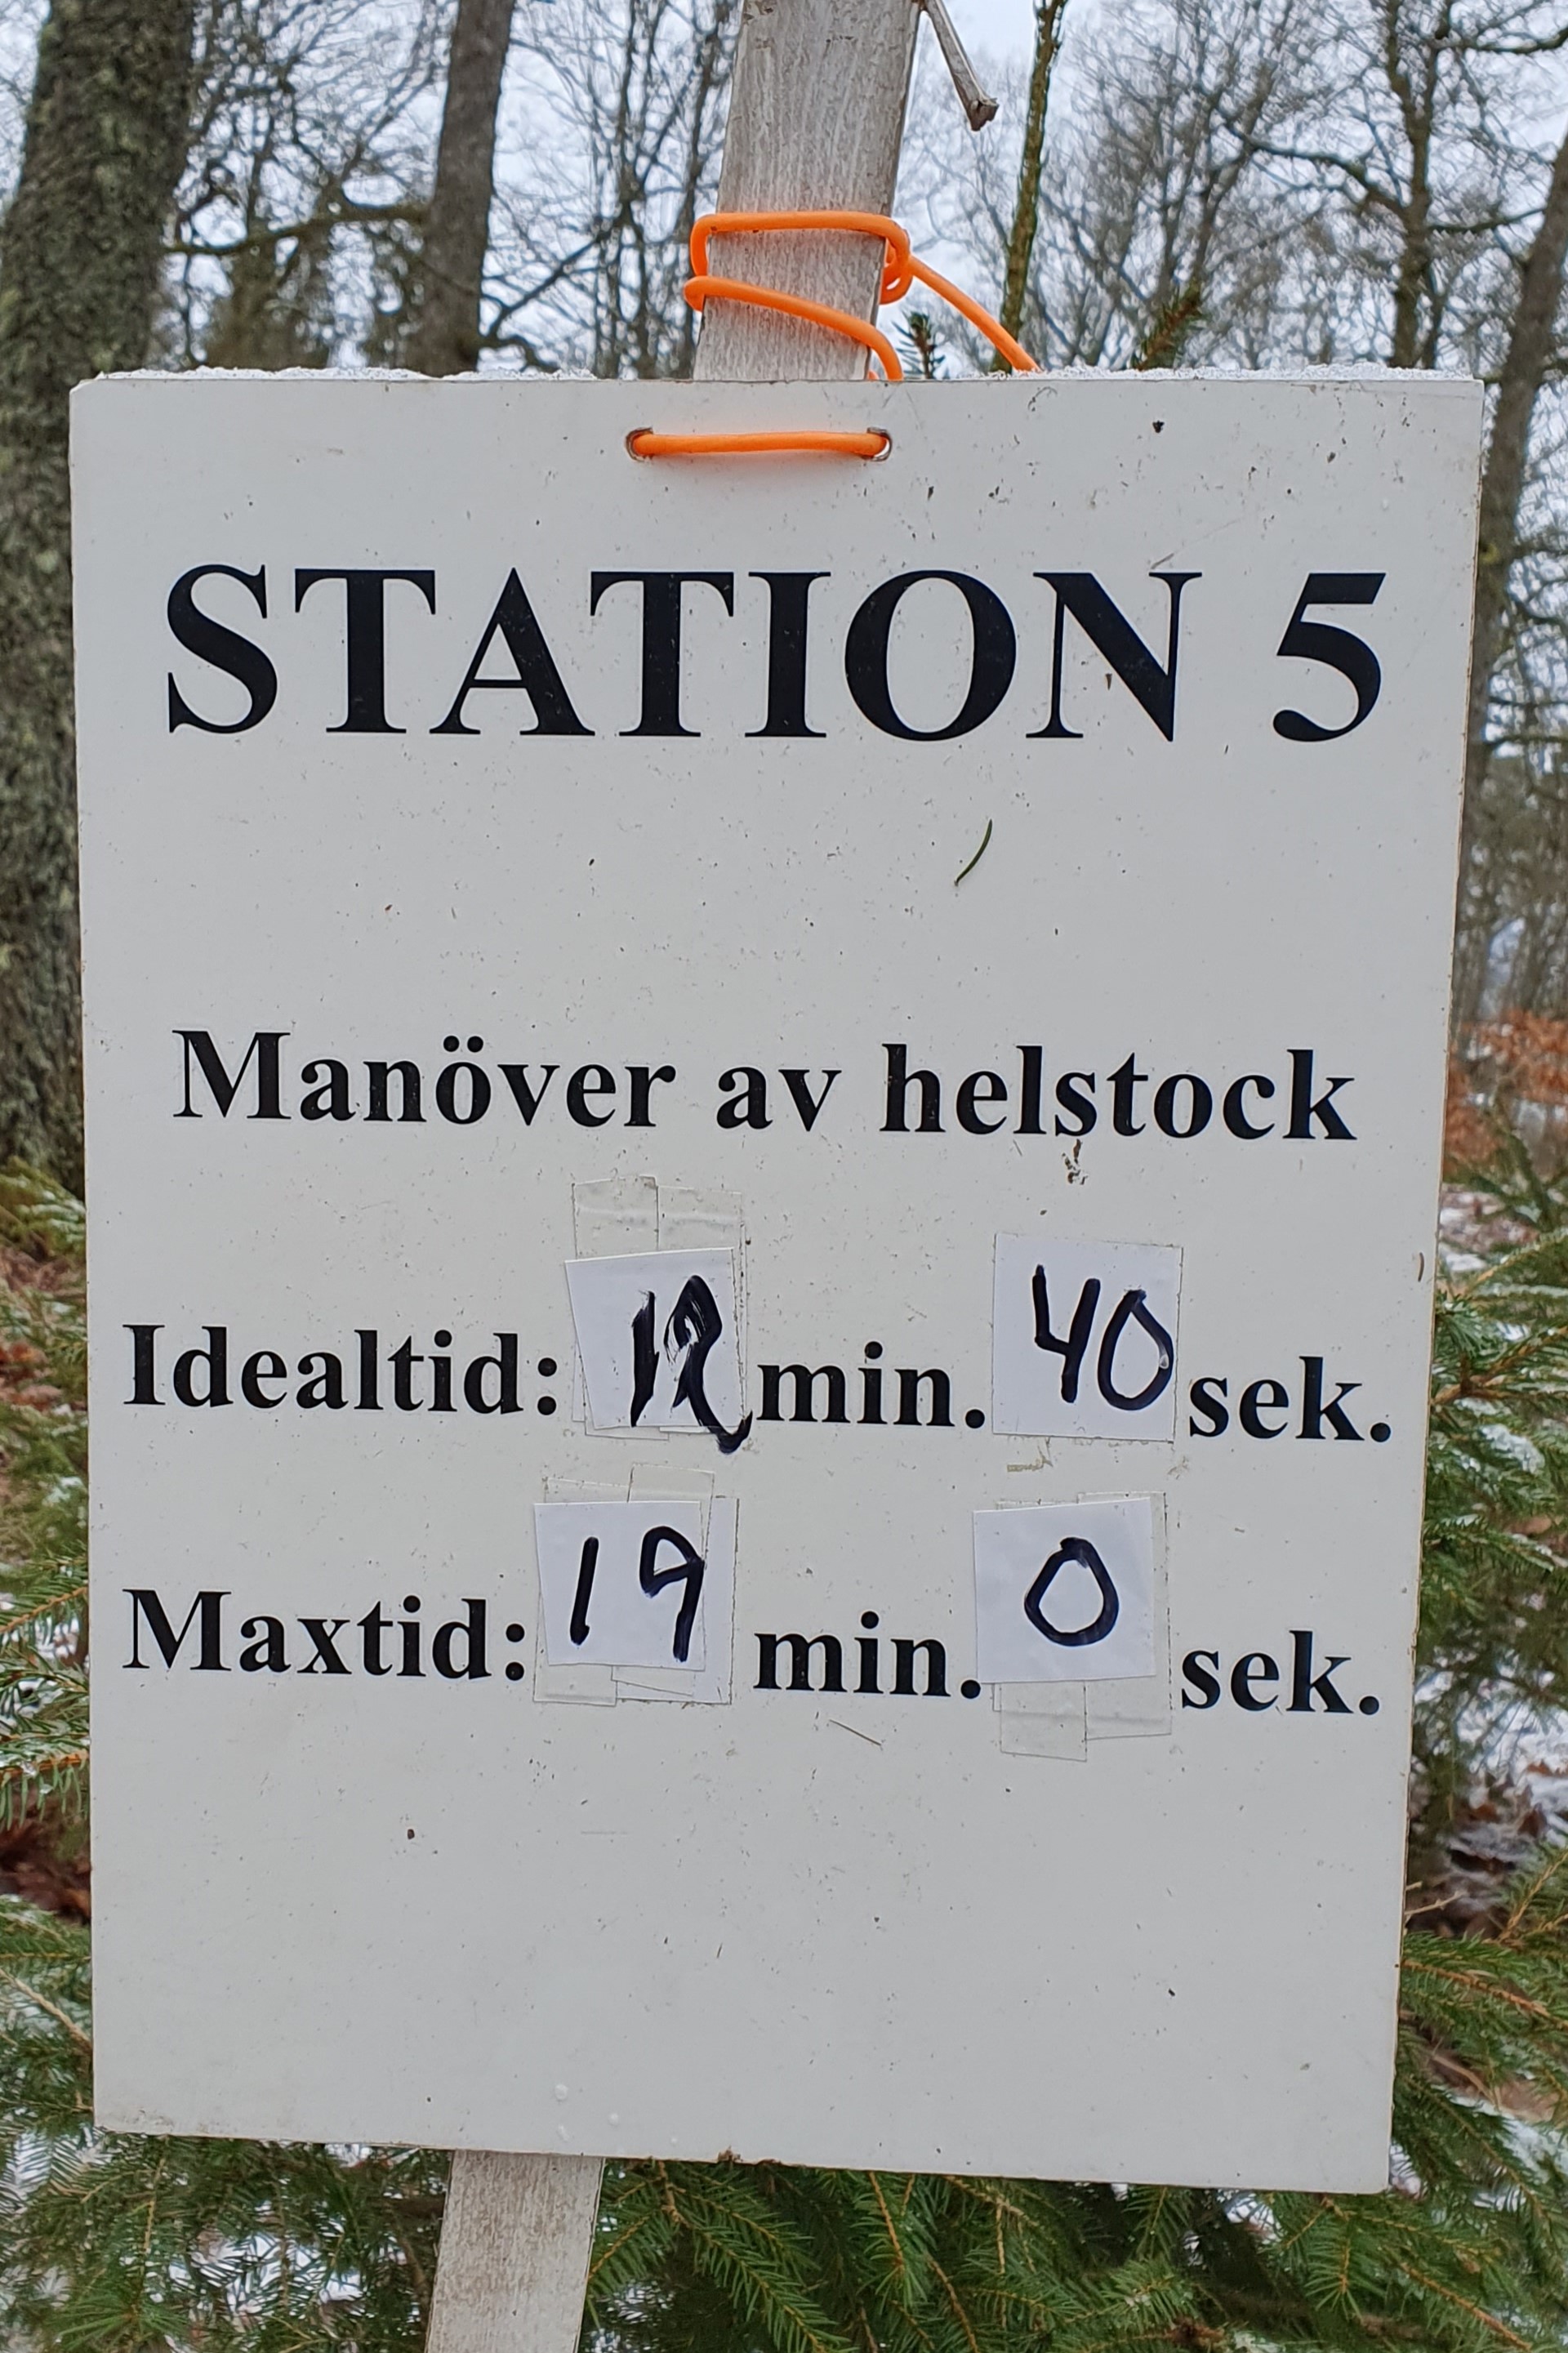 STATION 5
Manöver av helstock
Idealtid: 12 min. 40 sek.
Maxtid: 19 min. 0 sek.